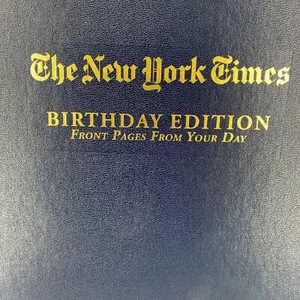 The New York Times
BIRTHDAY EDITION
FRONT PAGES FROM YOUR DAY